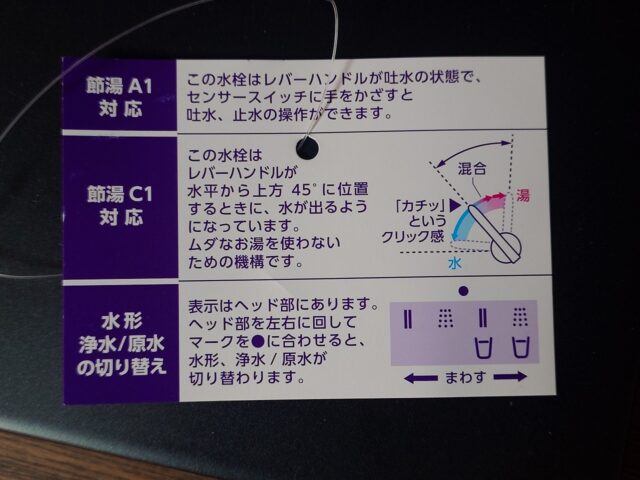 節湯 A1
対応
この水栓はレバーハンドルが吐水の状態で、
センサースイッチに手をかざすと
吐水、止水の操作ができます。
節湯 C1
対応
この水栓は
レバーハンドルが
水平から上方 45°に位置
するときに、水が出るよう
になっています。
ムダなお湯を使わない
ための機構です。
混合
湯
「カチッ」
という
クリック感
水
水形
浄水/原水
の切り替え
表示はヘッド部にあります。
ヘッド部を左右に回して
マークを●に合わせると、
水形、浄水/原水が
切り替わります。
まわす